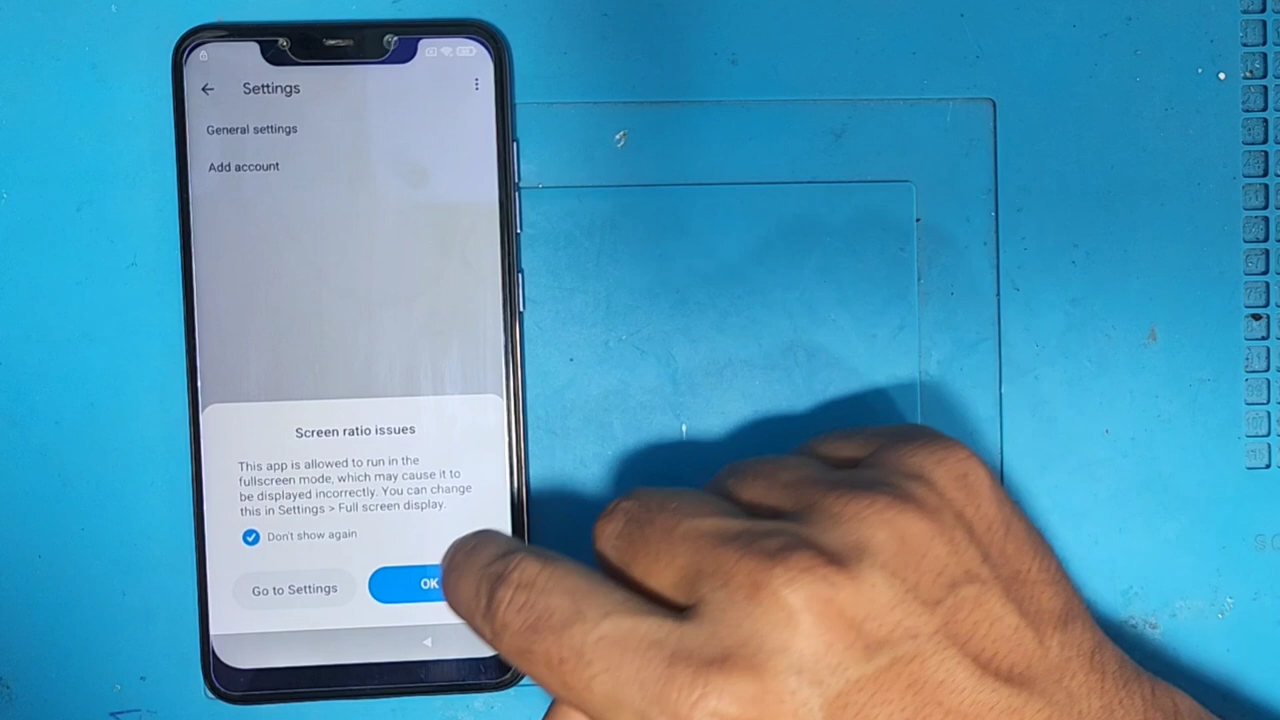 Settings
General settings
Add account
Screen ratio issues
This app is allowed to run in the
fullscreen mode, which may cause it to
be displayed incorrectly. You can change
this in Settings > Full screen display.
Don't show again
Go to Settings
OK